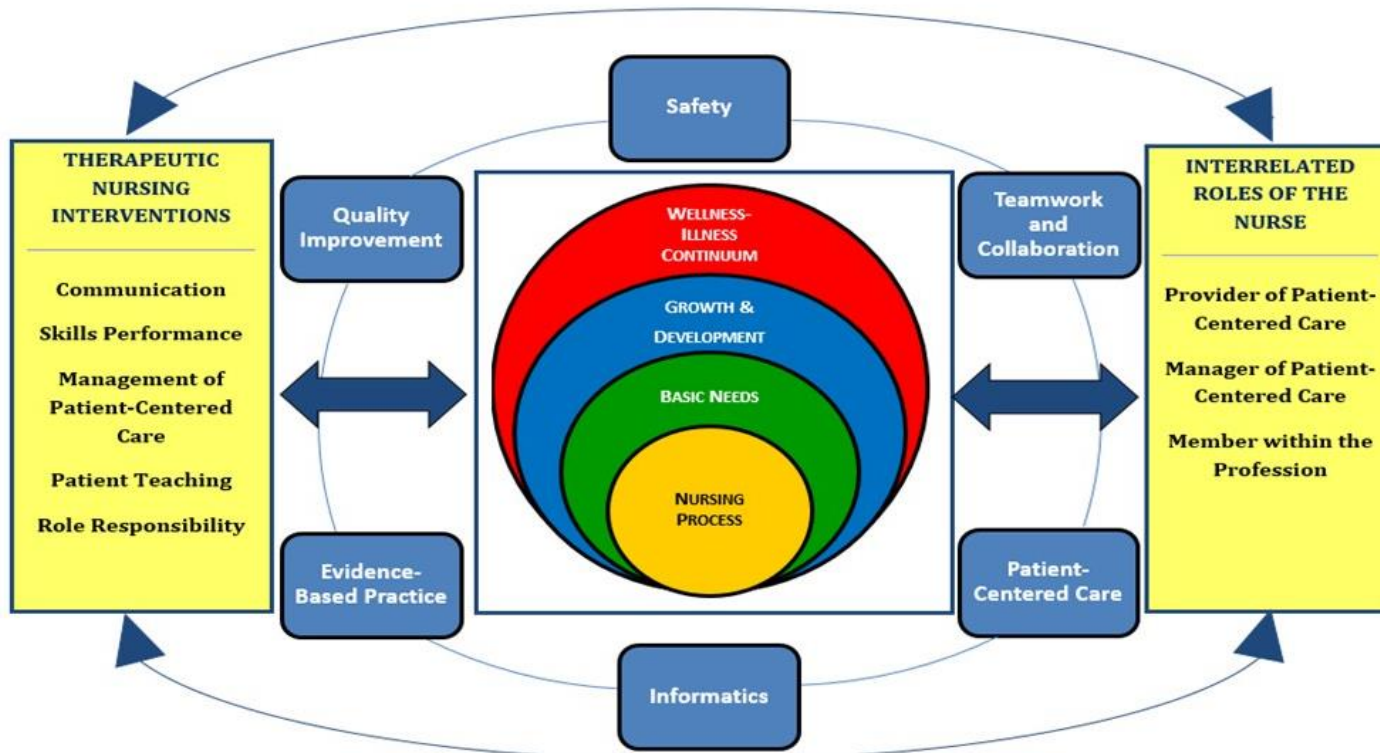 THERAPEUTIC
NURSING
INTERVENTIONS
Communication
Skills Performance
Management of
Patient-Centered
Care
Patient Teaching
Role Responsibility
Safety
Quality
Improvement
Teamwork
and
Collaboration
WELLNESS-
ILLNESS
CONTINUUM
GROWTH &
DEVELOPMENT
BASIC NEEDS
NURSING
PROCESS
Evidence-
Based Practice
Patient-
Centered Care
Informatics
INTERRELATED
ROLES OF THE
NURSE
Provider of Patient-
Centered Care
Manager of Patient-
Centered Care
Member within the
Profession